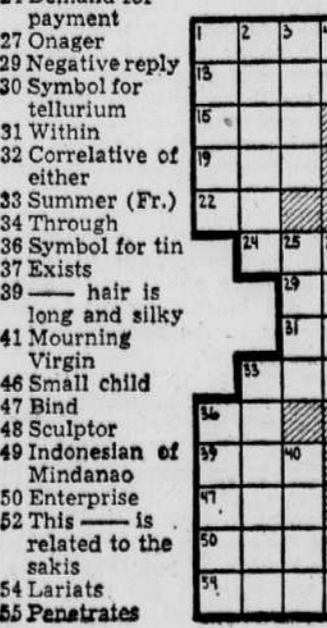 payment
27 Onager
29 Negative reply
30 Symbol for
tellurium
31 Within
32 Correlative of
either
33 Summer (Fr.)
34 Through
36 Symbol for tin
37 Exists
39 —— hair is
long and silky
41 Mourning
Virgin
46 Small child
47 Bind
48 Sculptor
49 Indonesian of
Mindanao
50 Enterprise
52 This —— is
related to the
sakis
54 Lariats
55 Penetrates
1 2 3
13
15
19
22
24 25
29
31
33
36
39 40
47
50
54